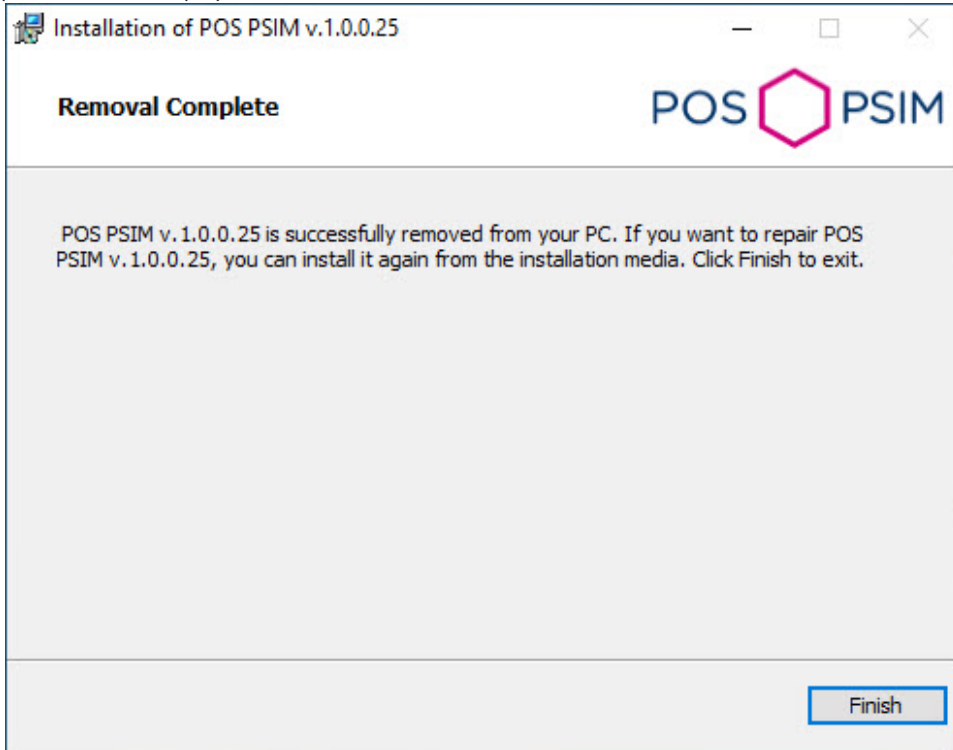 Installation of POS PSIM v.1.0.0.25
Removal Complete
POS PSIM
POS PSIM v.1.0.0.25 is successfully removed from your PC. If you want to repair POS
PSIM v.1.0.0.25, you can install it again from the installation media. Click Finish to exit.
Finish